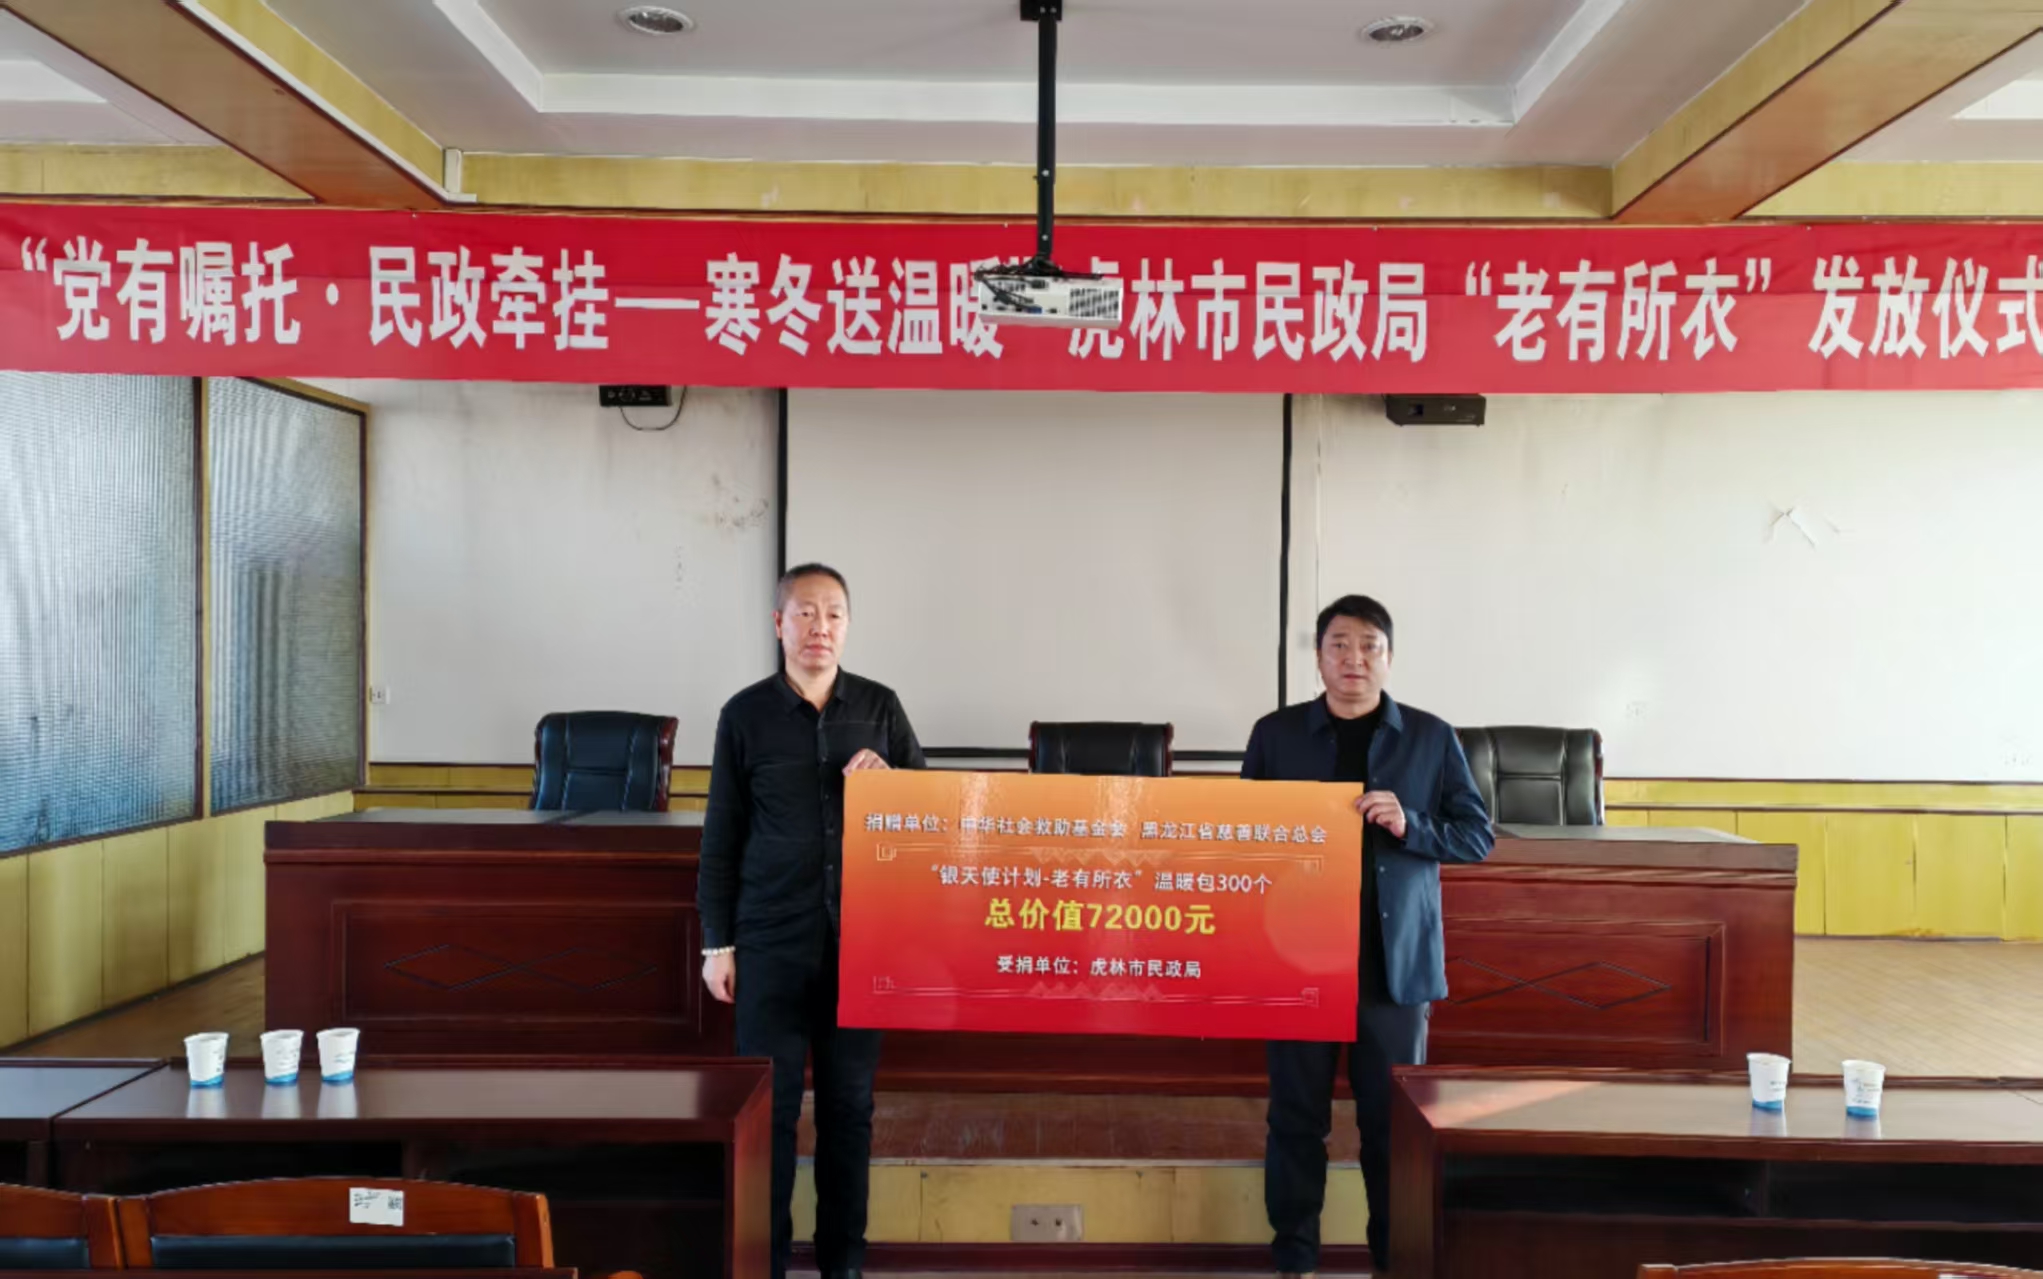 “党有嘱托·民政牵挂——寒冬送温暖” 虎林市民政局“老有所衣”发放仪式
捐赠单位：中华社会救助基金会 黑龙江省慈善联合总会
“银天使计划-老有所衣”温暖包300个
总价值72000元
受捐单位：虎林市民政局